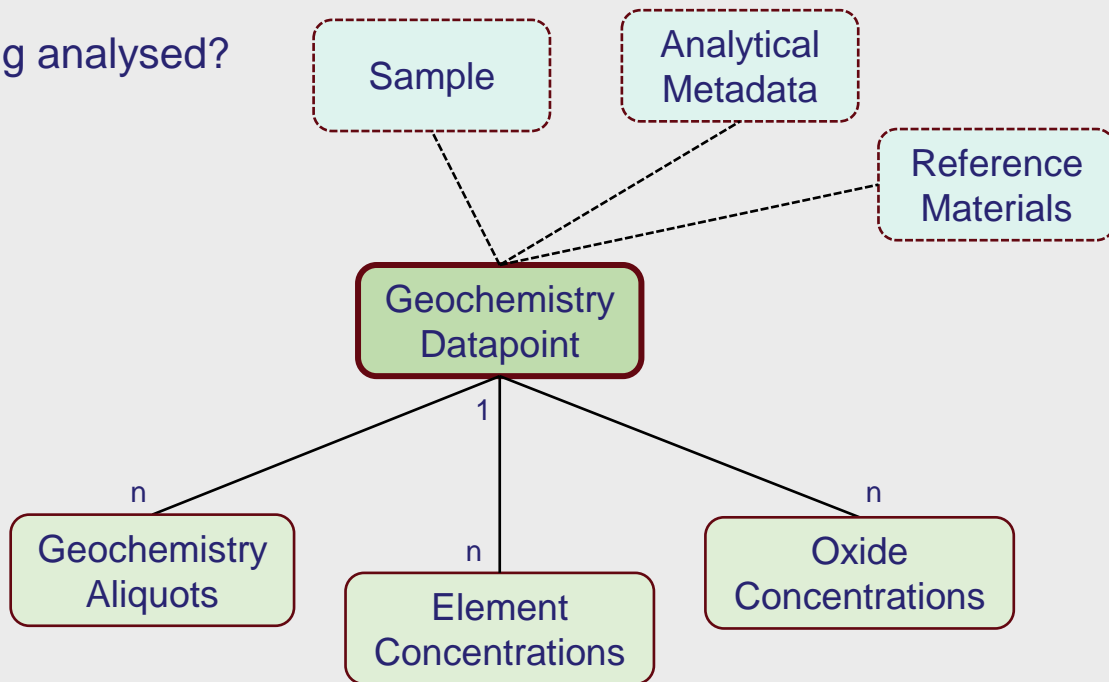 g analysed?
Sample
Analytical
Metadata
Reference
Materials
Geochemistry
Datapoint
1
n
n
n
Geochemistry
Aliquots
Element
Concentrations
Oxide
Concentrations